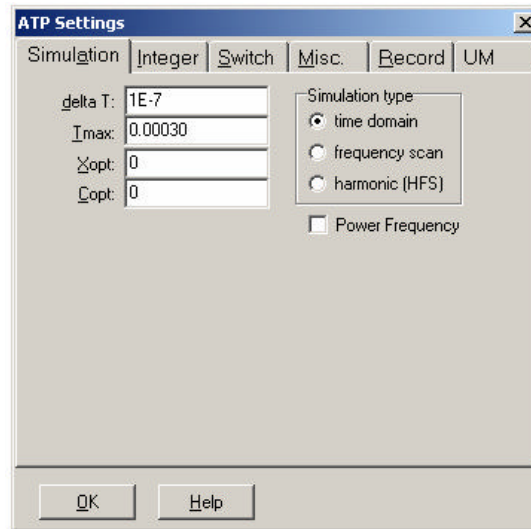 ATP Settings
Simulation Integer Switch Misc. Record UM
delta T: 1E-7
Tmax: 0.00030
Xopt: 0
Copt: 0
Simulation type
time domain
frequency scan
harmonic (HFS)
Power Frequency
OK Help